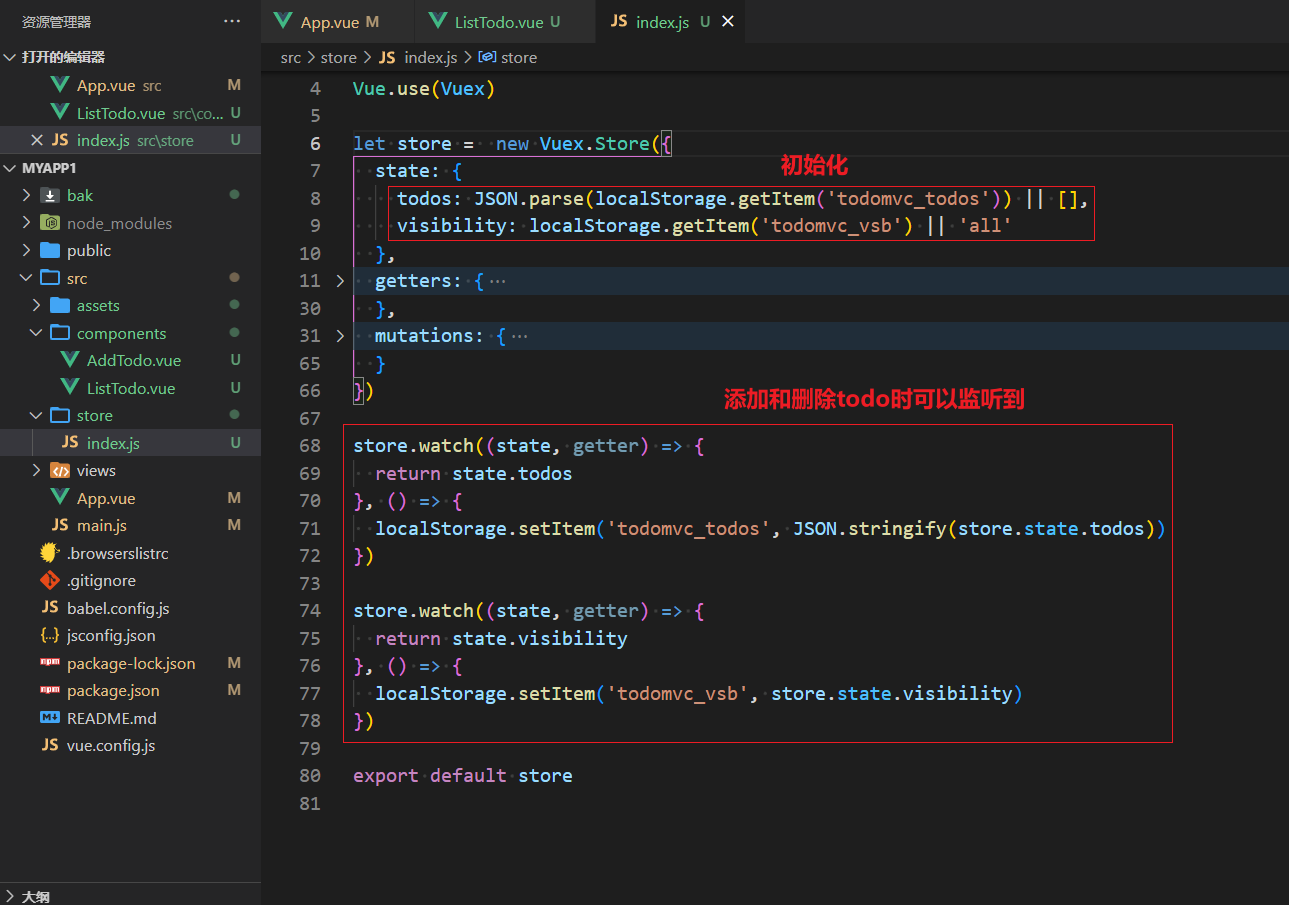 资源管理器 ···
打开的编辑器
App.vue src M
ListTodo.vue src\co... U
JS index.js src\store U
MYAPP1
bak
node_modules
public
src
assets
components
AddTodo.vue U
ListTodo.vue U
store
JS index.js U
views
App.vue M
JS main.js M
.browserslistrc
.gitignore
JS babel.config.js
{..} jsconfig.json
npm package-lock.json M
npm package.json M
M↓ README.md
JS vue.config.js
大纲
App.vue M ListTodo.vue U JS index.js U
src > store > JS index.js > store
4 Vue.use(Vuex)
5
6 let store = new Vuex.Store({
初始化
7 state: {
8 todos: JSON.parse(localStorage.getItem('todomvc_todos')) || [],
9 visibility: localStorage.getItem('todomvc_vsb') || 'all'
10 },
11 getters: { ···
30 },
31 mutations: { ···
65 }
66 })
添加和删除todo时可以监听到
67
68 store.watch((state, getter) => {
69 return state.todos
70 }, () => {
71 localStorage.setItem('todomvc_todos', JSON.stringify(store.state.todos))
72 })
73
74 store.watch((state, getter) => {
75 return state.visibility
76 }, () => {
77 localStorage.setItem('todomvc_vsb', store.state.visibility)
78 })
79
80 export default store
81